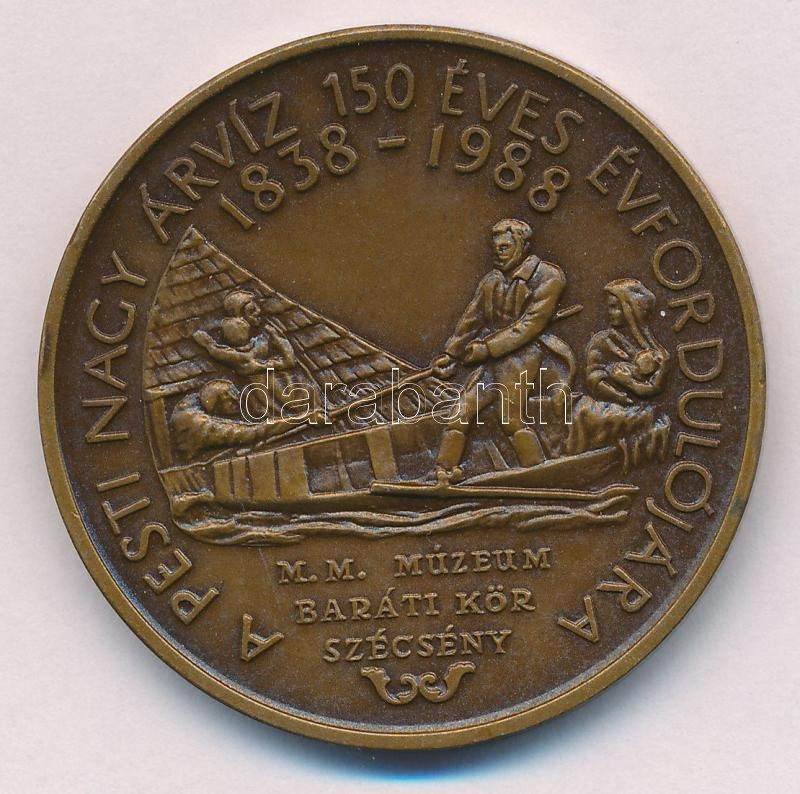 A PESTI NAGY ÁRVÍZ 150 ÉVES ÉVFORDULÓJÁRA
1838-1988
darabanth
M.M. MÚZEUM
BARÁTI KÖR
SZÉCSÉNY